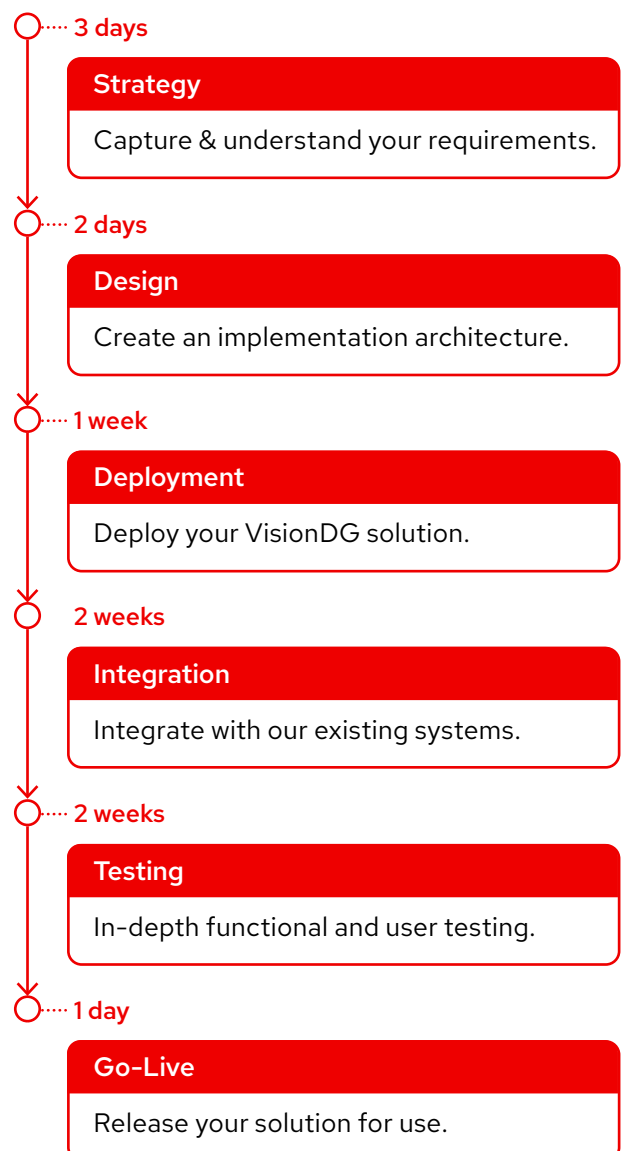 3 days
Strategy
Capture & understand your requirements.
2 days
Design
Create an implementation architecture.
1 week
Deployment
Deploy your VisionDG solution.
2 weeks
Integration
Integrate with our existing systems.
2 weeks
Testing
In-depth functional and user testing.
1 day
Go-Live
Release your solution for use.